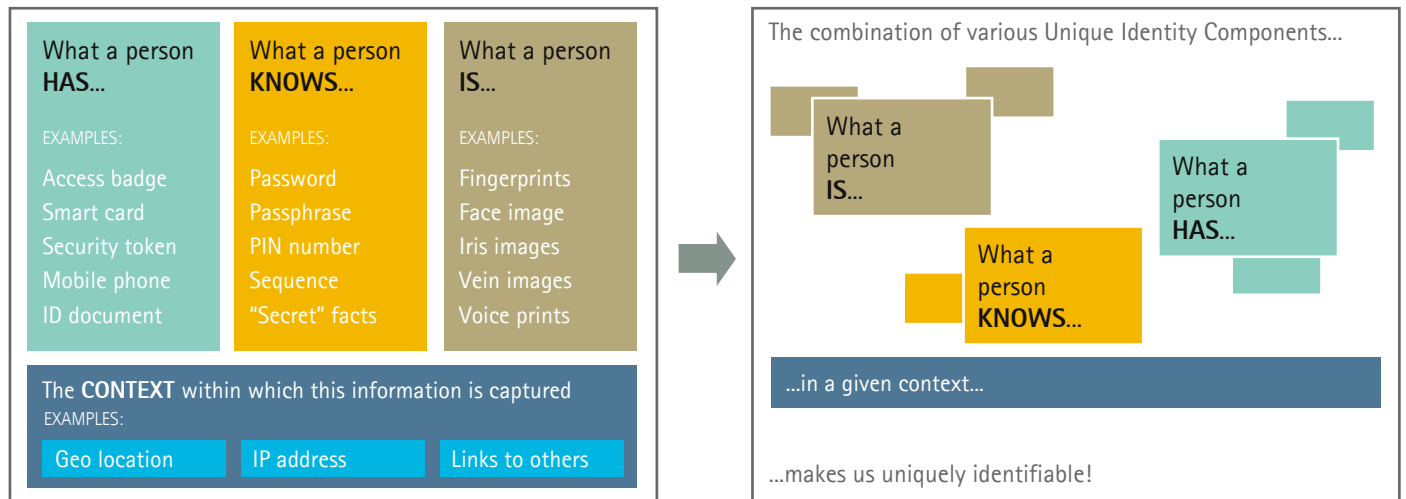 What a person
HAS...
EXAMPLES:
Access badge
Smart card
Security token
Mobile phone
ID document
What a person
KNOWS...
EXAMPLES:
Password
Passphrase
PIN number
Sequence
“Secret” facts
What a person
IS...
EXAMPLES:
Fingerprints
Face image
Iris images
Vein images
Voice prints
The CONTEXT within which this information is captured
EXAMPLES:
Geo location
IP address
Links to others
The combination of various Unique Identity Components...
What a
person
IS...
What a
person
HAS...
What a
person
KNOWS...
...in a given context...
...makes us uniquely identifiable!